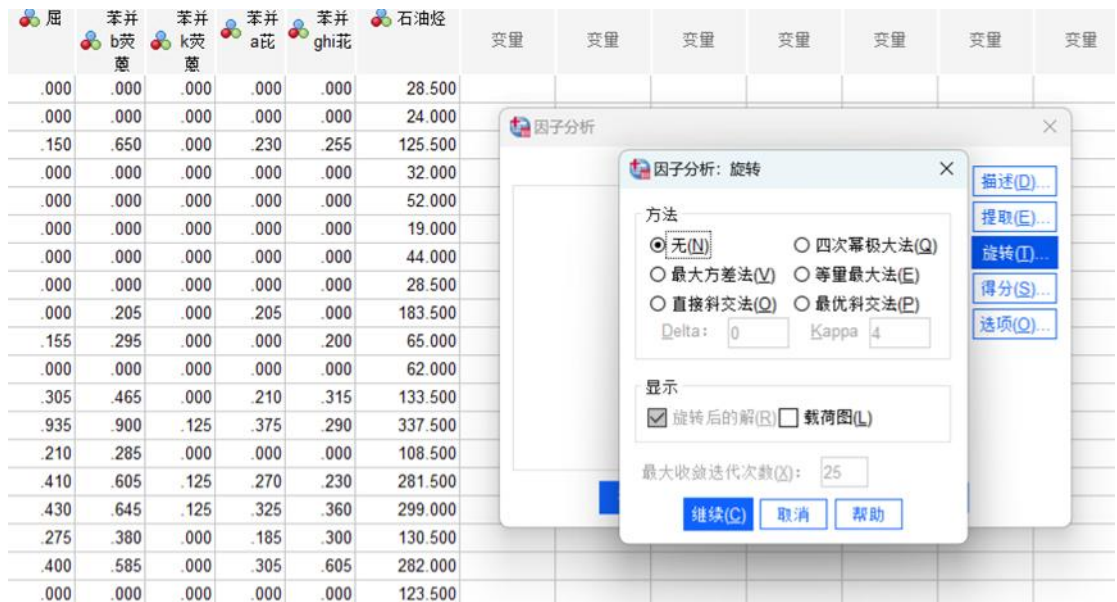 屈 苯并b荧蒽 苯并k荧蒽 苯并a芘 苯并ghi苝 石油烃 变量 变量 变量 变量 变量 变量 变量
.000 .000 .000 .000 .000 28.500
.000 .000 .000 .000 .000 24.000
.150 .650 .000 .230 .255 125.500
.000 .000 .000 .000 .000 32.000
.000 .000 .000 .000 .000 52.000
.000 .000 .000 .000 .000 19.000
.000 .000 .000 .000 .000 44.000
.000 .000 .000 .000 .000 28.500
.000 .205 .000 .205 .000 183.500
.155 .295 .000 .000 .200 65.000
.000 .000 .000 .000 .000 62.000
.305 .465 .000 .210 .315 133.500
.935 .900 .125 .375 .290 337.500
.210 .285 .000 .000 .000 108.500
.410 .605 .125 .270 .230 281.500
.430 .645 .125 .325 .360 299.000
.275 .380 .000 .185 .300 130.500
.400 .585 .000 .305 .605 282.000
.000 .000 .000 .000 .000 123.500
因子分析
描述(D)...
提取(E)...
旋转(T)...
得分(S)...
选项(O)...
因子分析：旋转
方法
无(N) 四次幂极大法(Q)
最大方差法(V) 等量最大法(E)
直接斜交法(O) 最优斜交法(P)
Delta: 0 Kappa 4
显示
旋转后的解(R) 载荷图(L)
最大收敛迭代次数(X): 25
继续(C) 取消 帮助